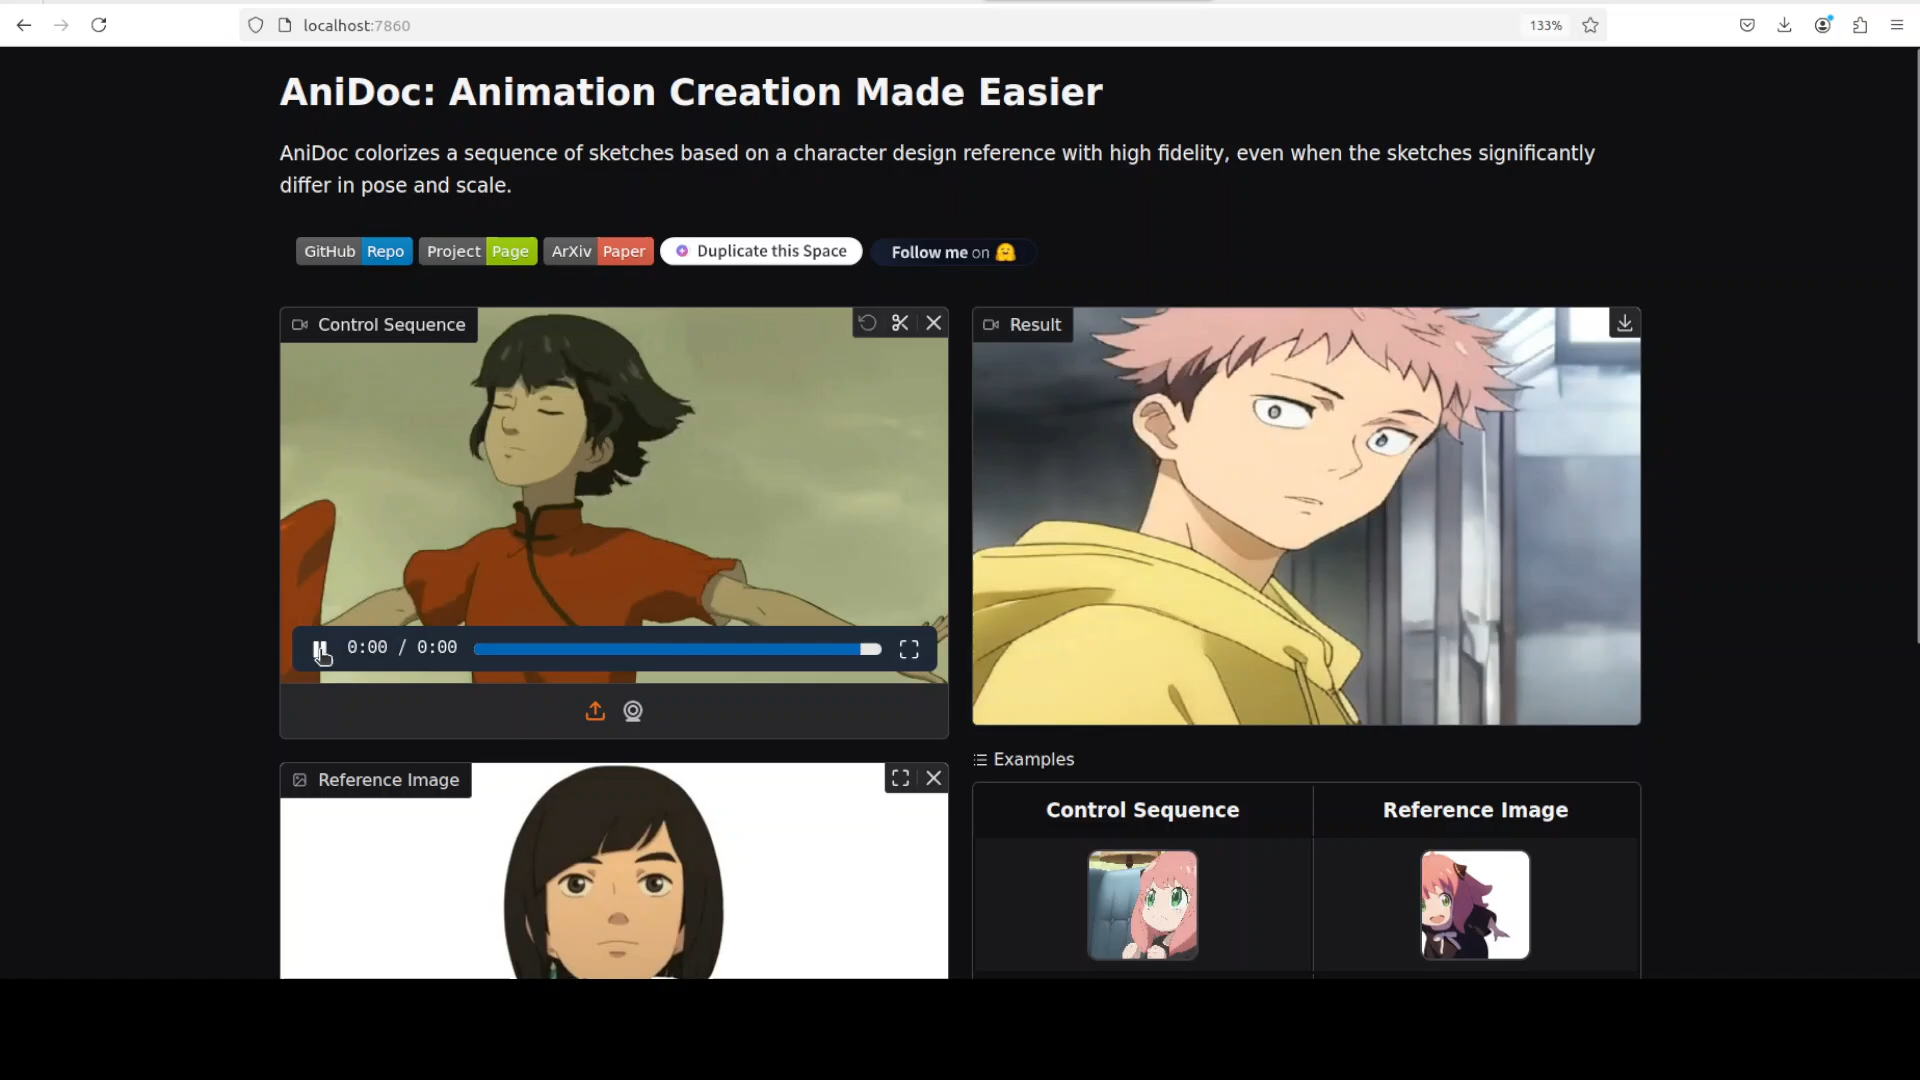 localhost:7860
133%
AniDoc: Animation Creation Made Easier
AniDoc colorizes a sequence of sketches based on a character design reference with high fidelity, even when the sketches significantly
differ in pose and scale.
GitHub Repo Project Page ArXiv Paper Duplicate this Space Follow me on 🤗
Control Sequence
Result
0:00 / 0:00
Reference Image
Examples
Control Sequence Reference Image